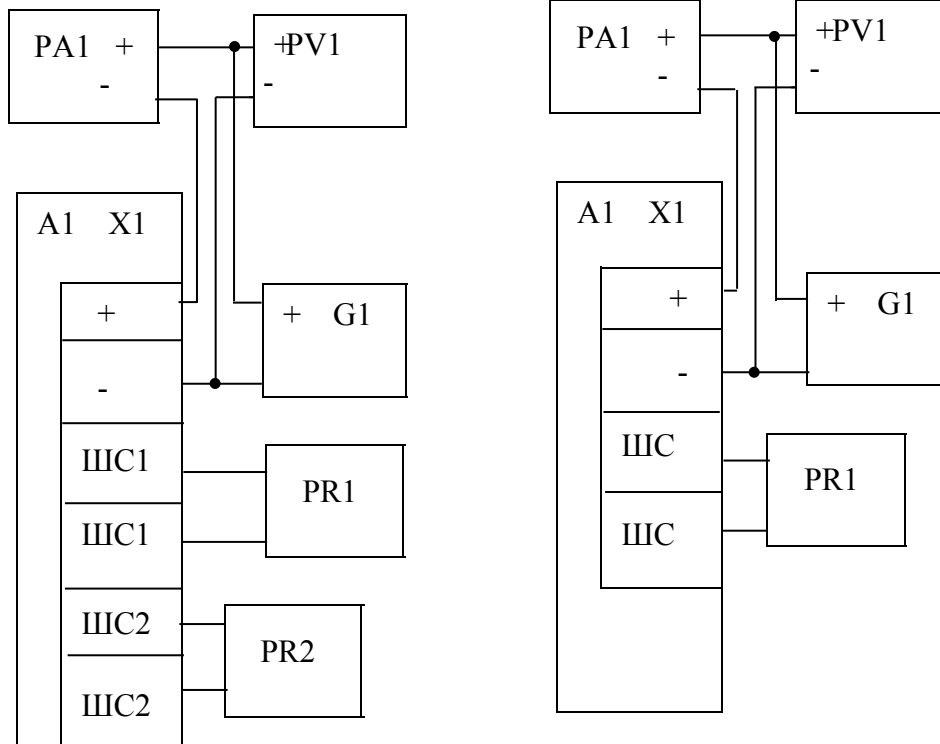 PA1 +
-
+PV1
-
A1 X1
+
-
ШС1
ШС1
ШС2
ШС2
+ G1
PR1
PR2
PA1 +
-
+PV1
-
A1 X1
+
-
ШС
ШС
+ G1
PR1